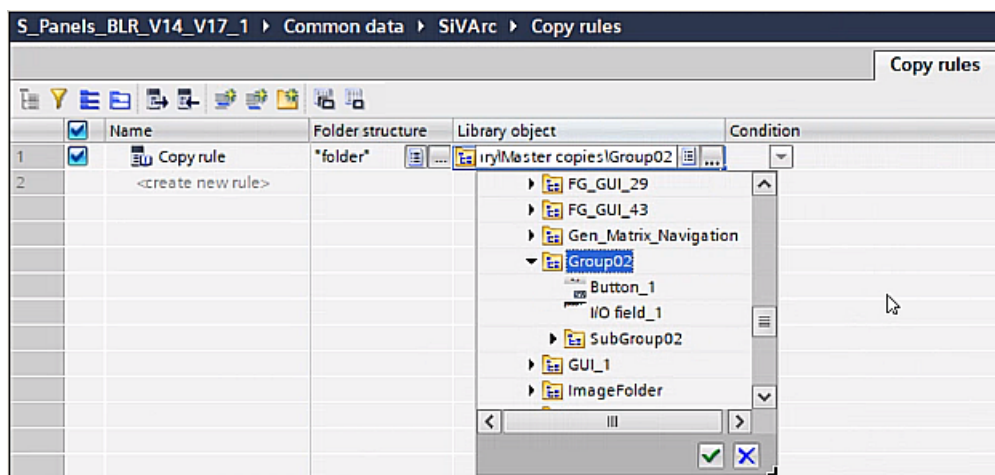 S_Panels_BLR_V14_V17_1 ▸ Common data ▸ SiVArc ▸ Copy rules
Copy rules
Name Folder structure Library object Condition
1 Copy rule "folder" ... ıry\Master copies\Group02 ...
2 <create new rule>
FG_GUI_29
FG_GUI_43
Gen_Matrix_Navigation
Group02
Button_1
I/O field_1
SubGroup02
GUI_1
ImageFolder